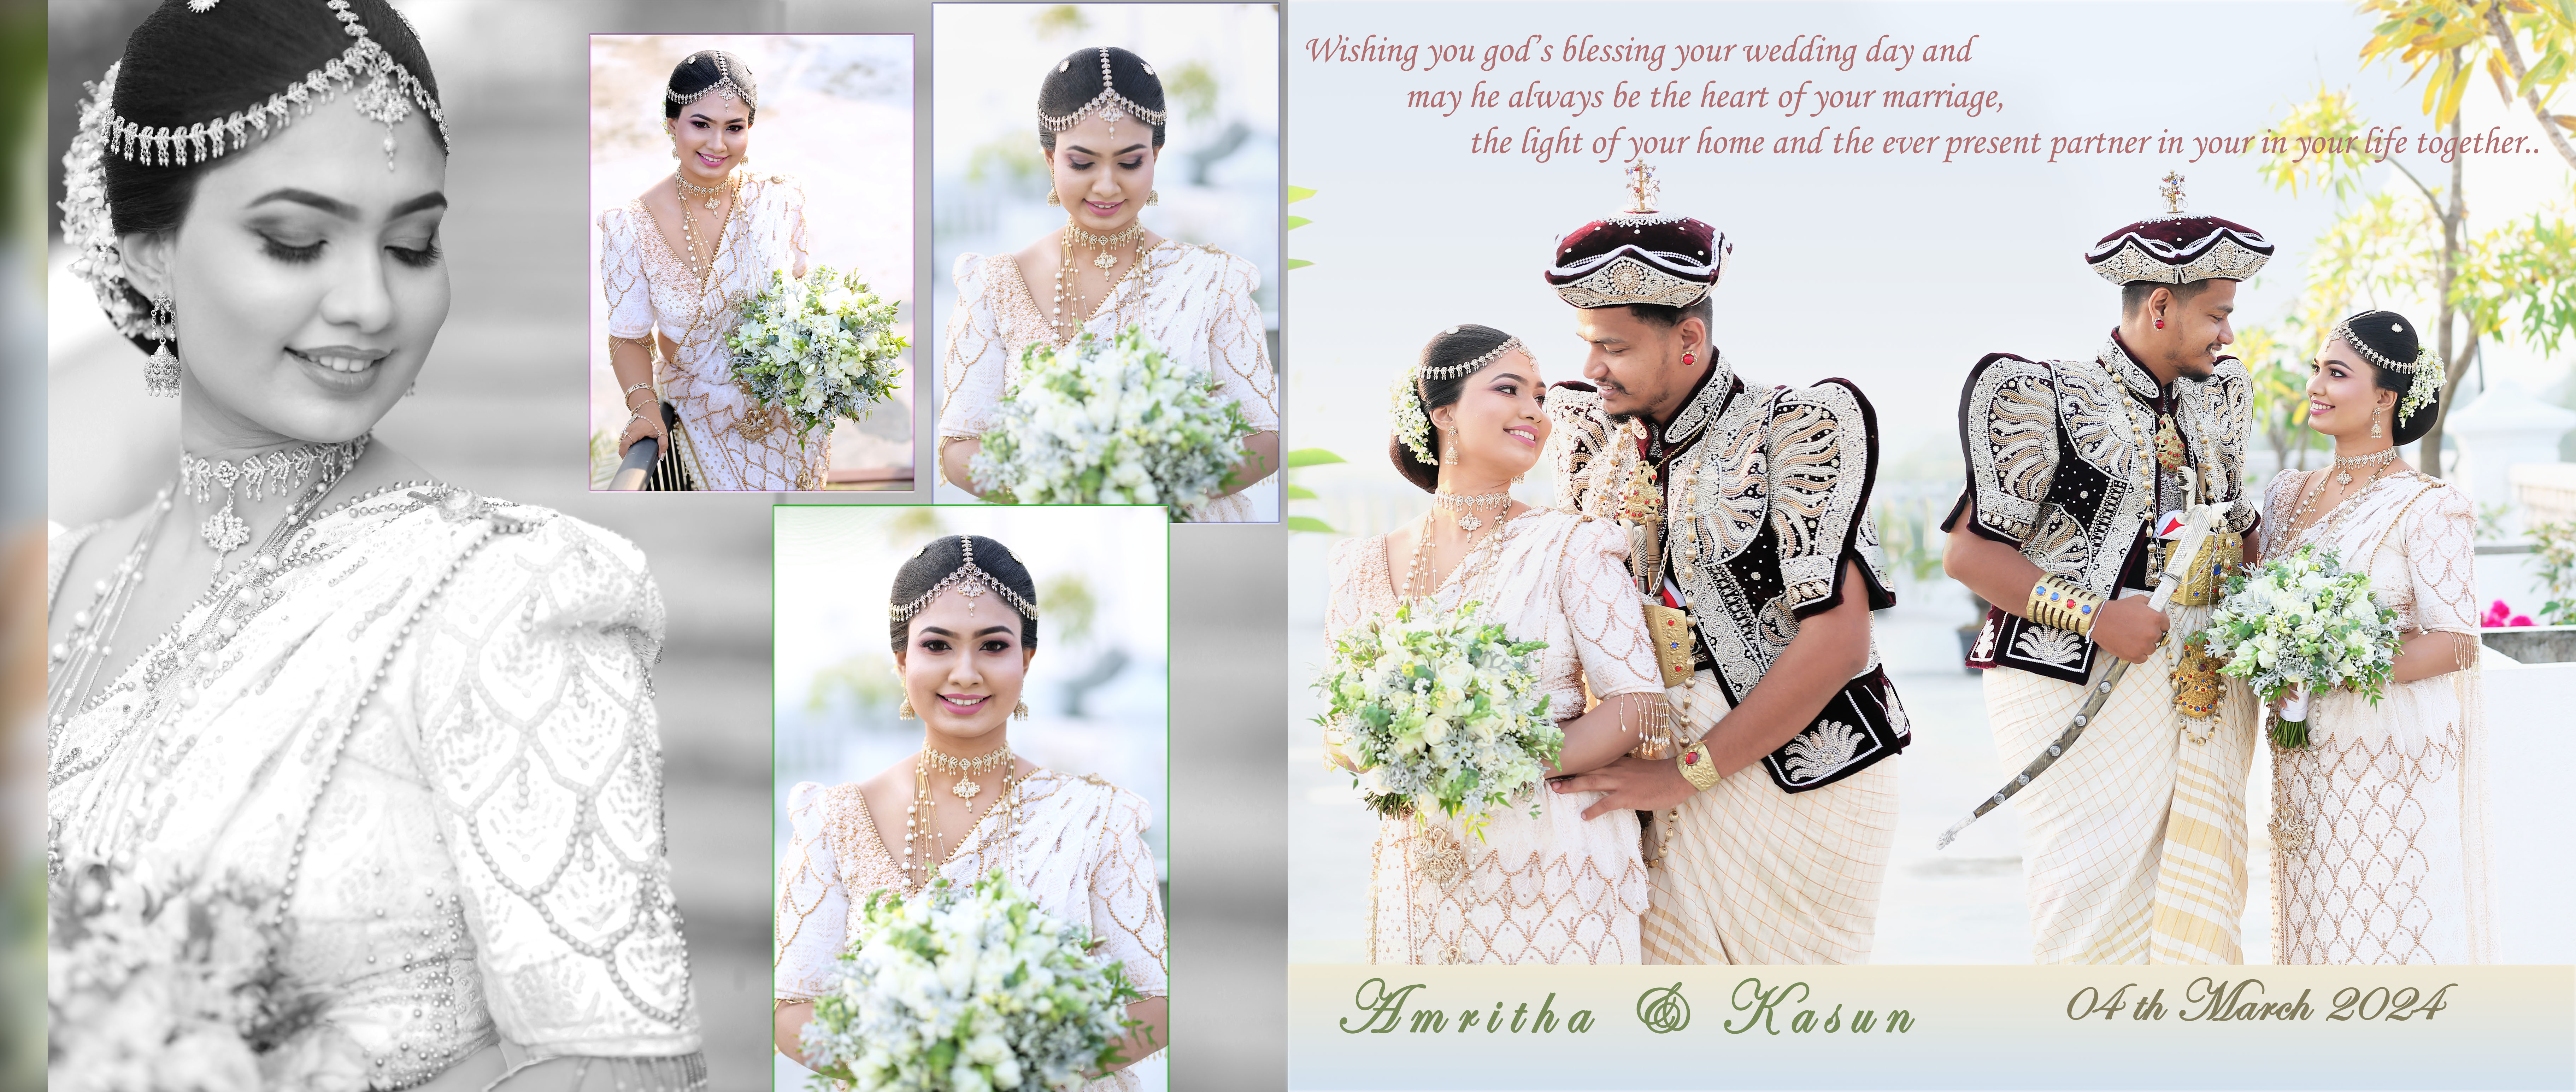 Wishing you god's blessing your wedding day and
may he always be the heart of your marriage,
the light of your home and the ever present partner in your in your life together..
Amritha & Kasun
04 th March 2024